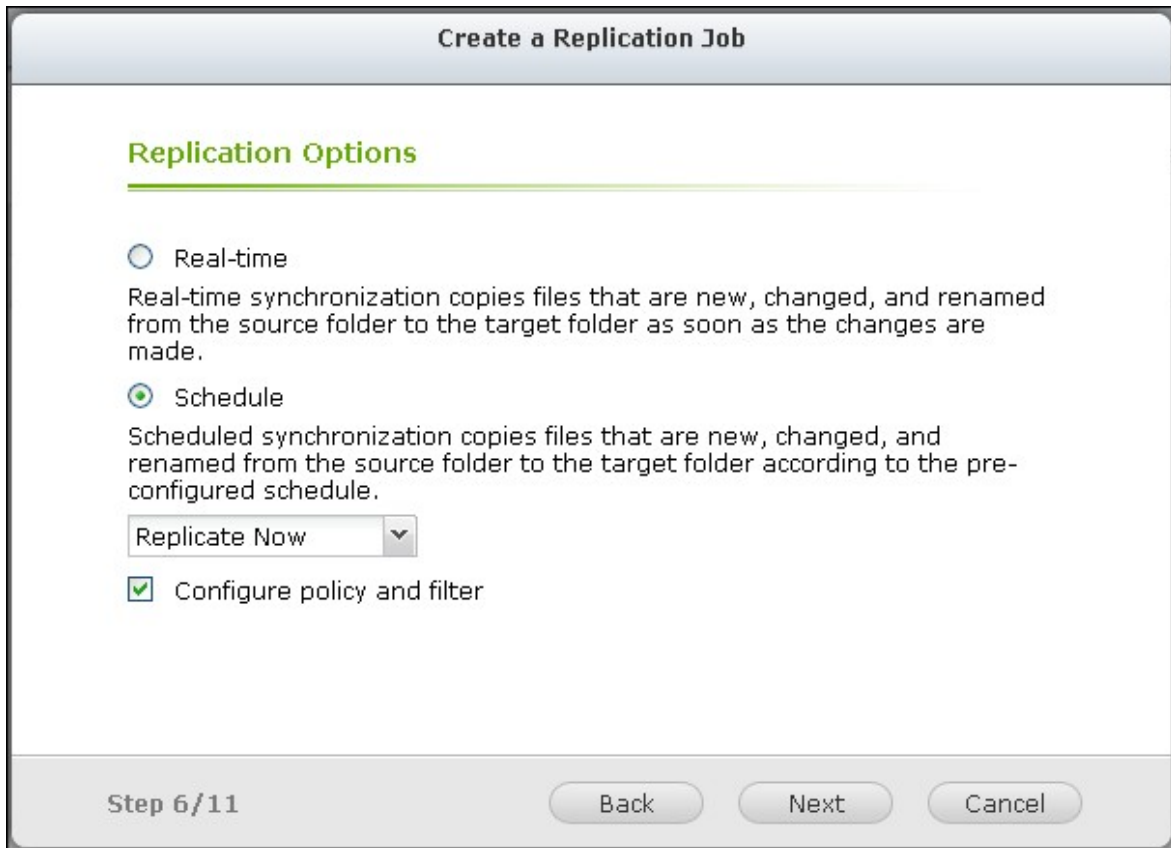 Create a Replication Job
Replication Options
Real-time
Real-time synchronization copies files that are new, changed, and renamed
from the source folder to the target folder as soon as the changes are
made.
Schedule
Scheduled synchronization copies files that are new, changed, and
renamed from the source folder to the target folder according to the pre-
configured schedule.
Replicate Now
Configure policy and filter
Step 6/11
Back
Next
Cancel